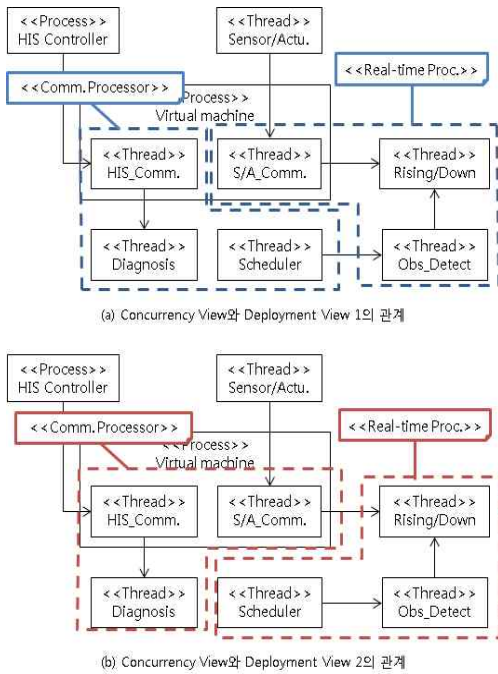 <<Process>>
HIS Controller
<<Thread>>
Sensor/Actu.
<<Real-time Proc.>>
<<Comm.Processor>>
<Process>>
Virtual machine
<<Thread>>
HIS_Comm.
<<Thread>>
S/A_Comm.
<<Thread>>
Rising/Down
<<Thread>>
Diagnosis
<<Thread>>
Scheduler
<<Thread>>
Obs_Detect
(a) Concurrency View와 Deployment View 1의 관계
<<Process>>
HIS Controller
<<Thread>>
Sensor/Actu.
<<Comm.Processor>>
<<Real-time Proc.>>
<<Process>>
Virtual machine
<<Thread>>
HIS_Comm.
<<Thread>>
S/A_Comm.
<<Thread>>
Rising/Down
<<Thread>>
Diagnosis
<<Thread>>
Scheduler
<<Thread>>
Obs_Detect
(b) Concurrency View와 Deployment View 2의 관계